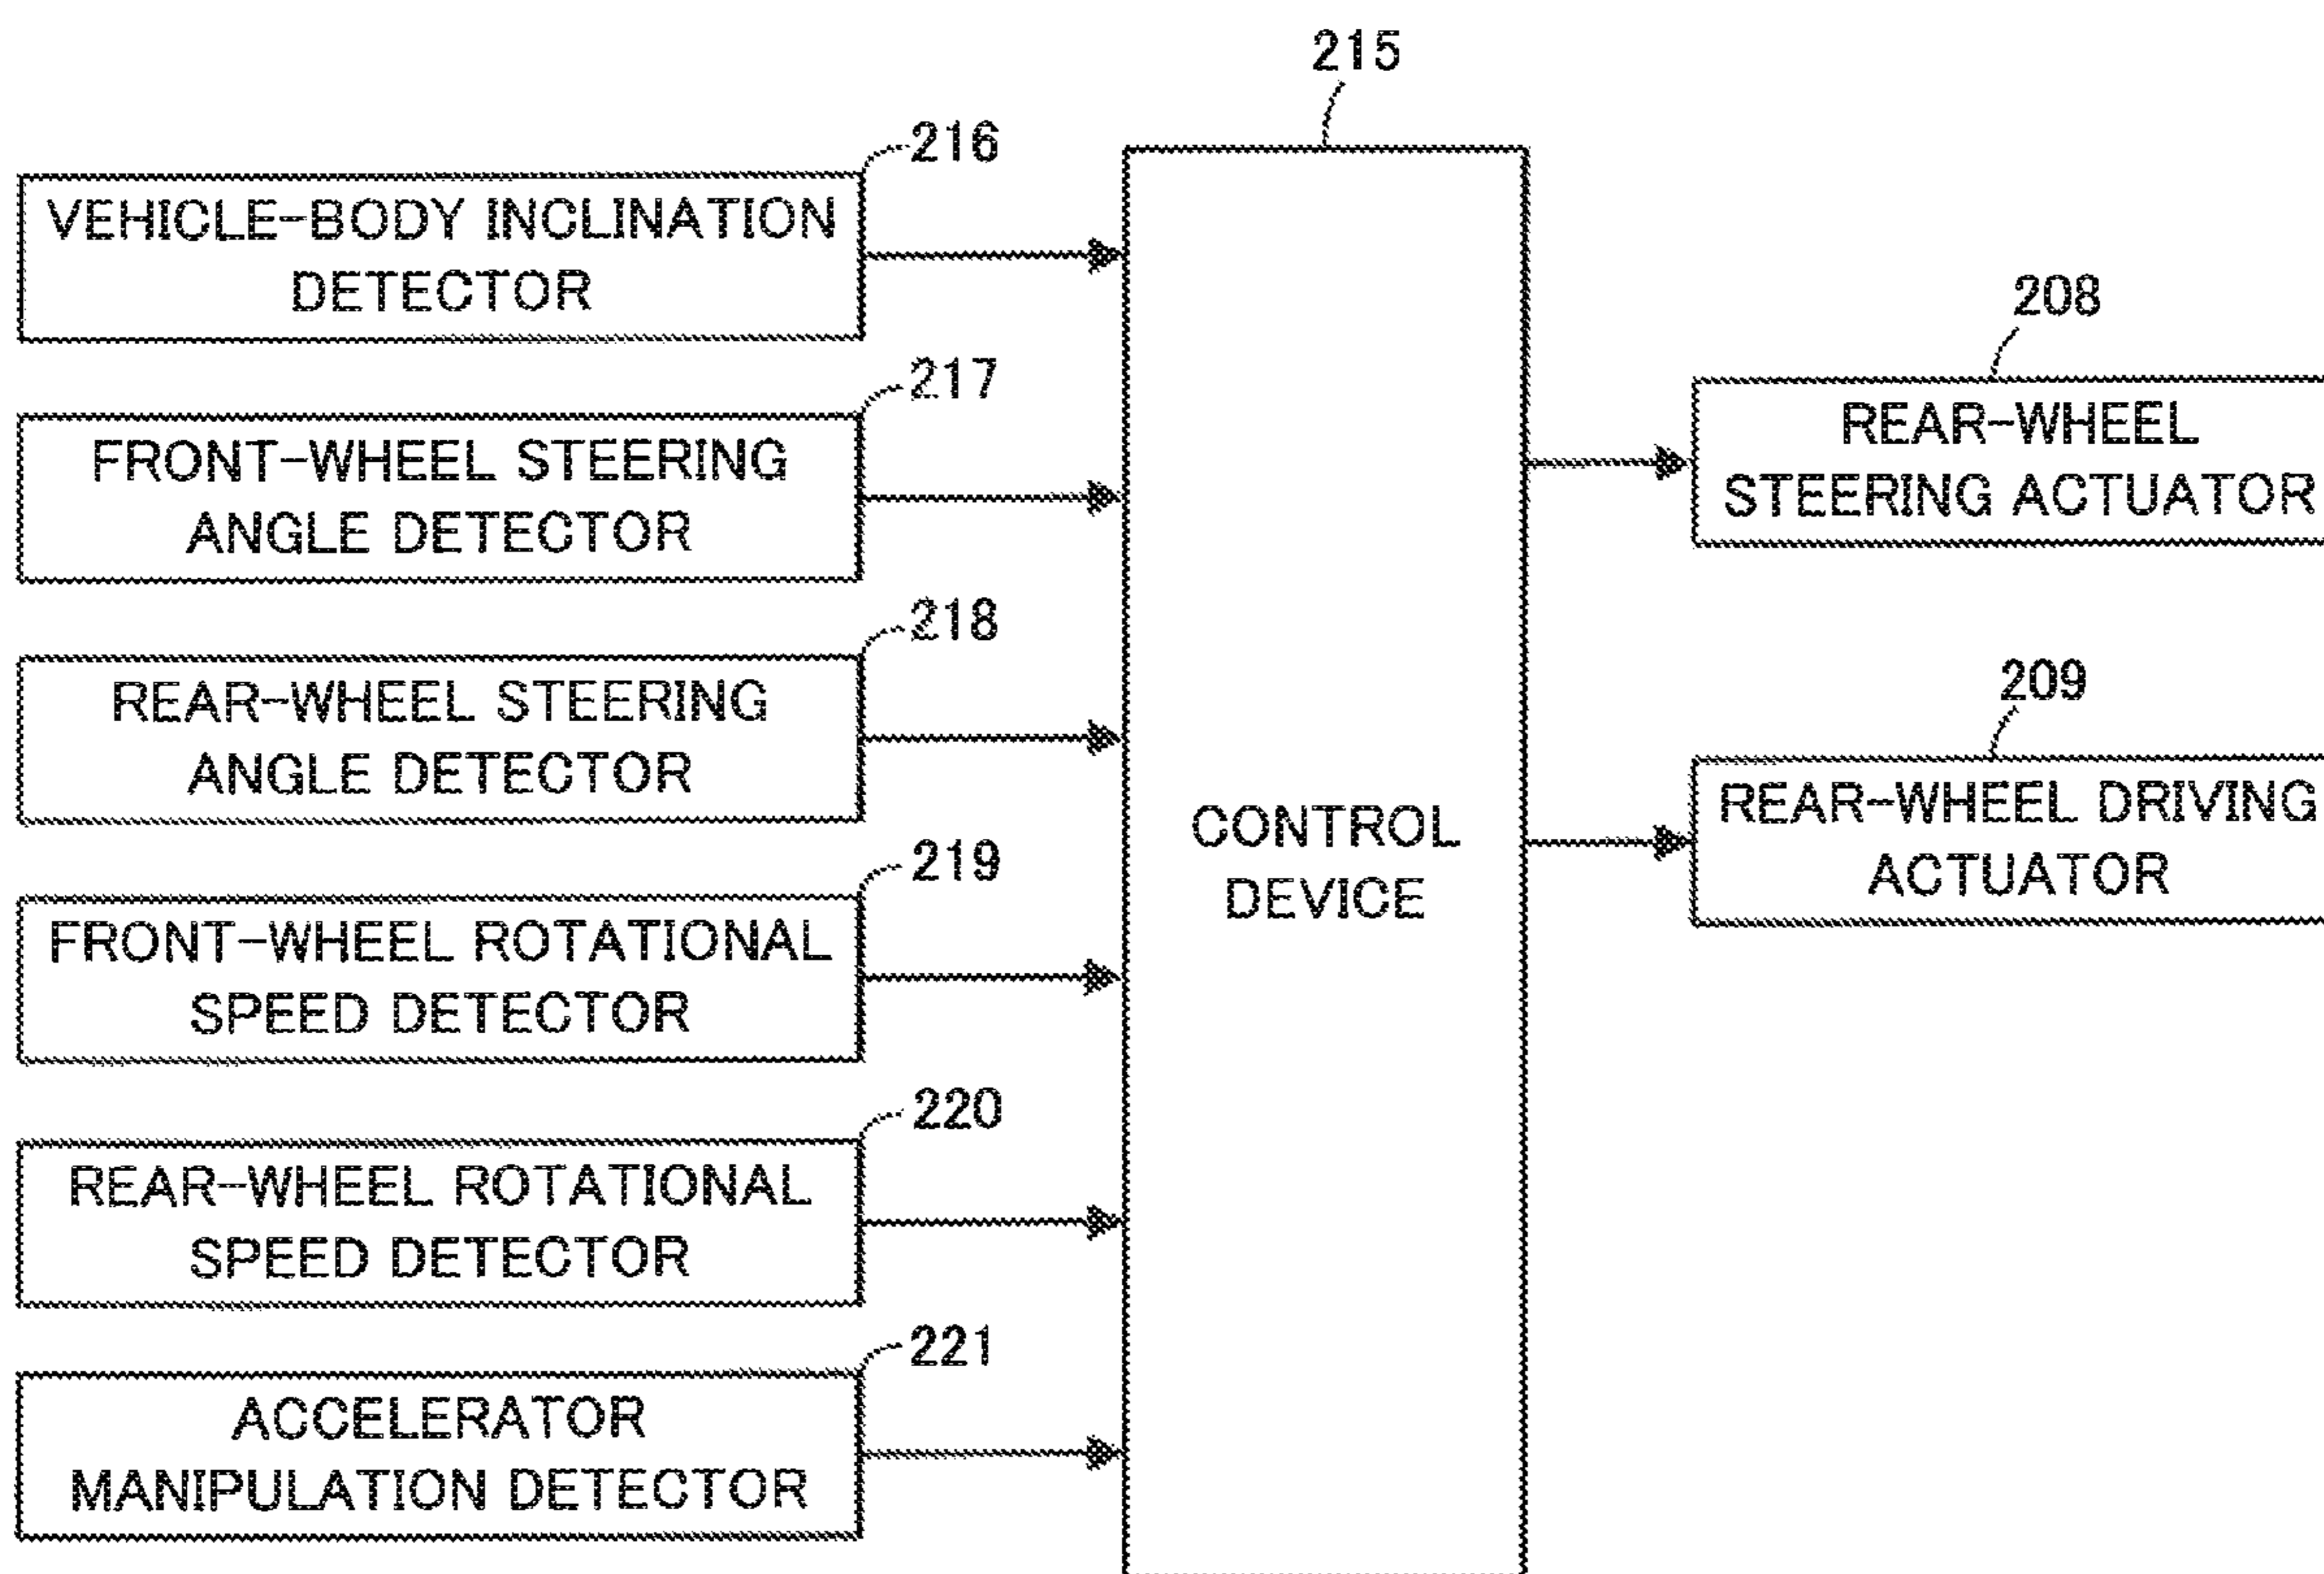 215
216
VEHICLE-BODY INCLINATION
DETECTOR
217
FRONT-WHEEL STEERING
ANGLE DETECTOR
218
REAR-WHEEL STEERING
ANGLE DETECTOR
219
FRONT-WHEEL ROTATIONAL
SPEED DETECTOR
220
REAR-WHEEL ROTATIONAL
SPEED DETECTOR
221
ACCELERATOR
MANIPULATION DETECTOR
CONTROL
DEVICE
208
REAR-WHEEL
STEERING ACTUATOR
209
REAR-WHEEL DRIVING
ACTUATOR